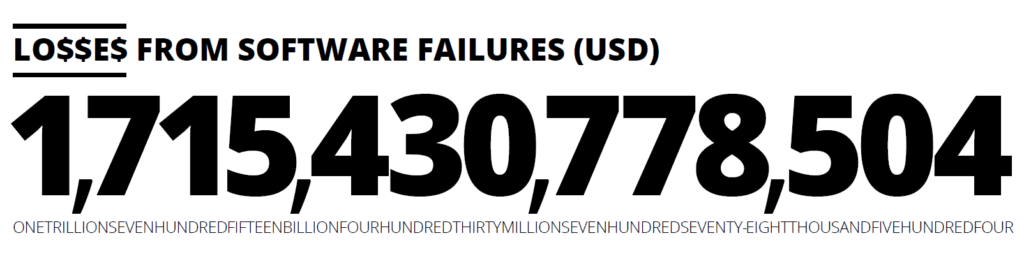 LO$$E$ FROM SOFTWARE FAILURES (USD)
1,715,430,778,504
ONETRILLIONSEVENHUNDREDFIFTEENBILLIONFOURHUNDREDTHIRTYMILLIONSEVENHUNDREDSEVENTY-EIGHTTHOUSANDFIVEHUNDREDFOUR